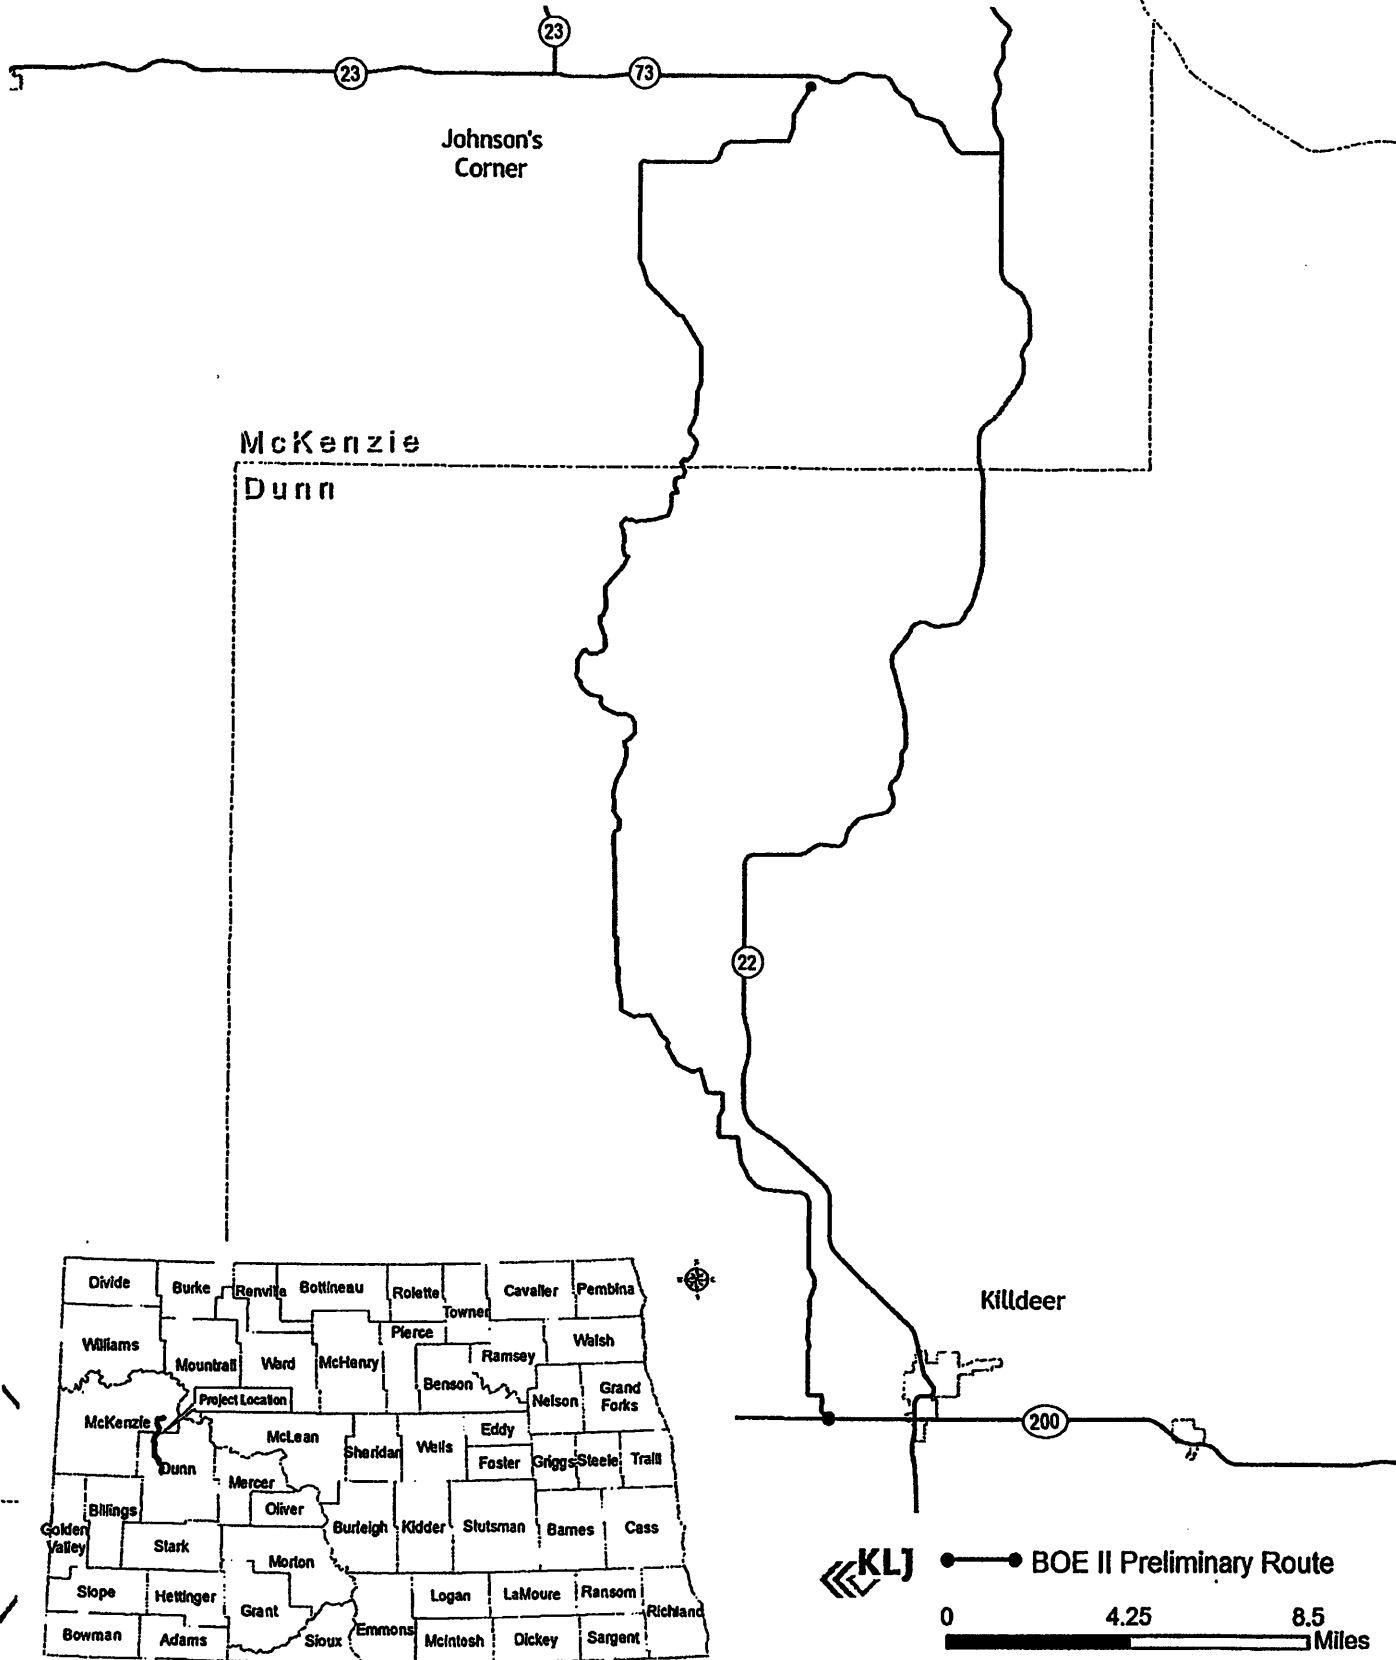 23
23
73
Johnson's
Corner
McKenzie
Dunn
22
Killdeer
200
Divide
Burke
Renville
Bottineau
Rolette
Towner
Cavalier
Pembina
Williams
Mountrail
Ward
McHenry
Pierce
Ramsey
Walsh
Benson
Nelson
Grand
Forks
Project Location
McKenzie
McLean
Sheridan
Wells
Eddy
Foster
Griggs
Steele
Traill
Dunn
Mercer
Oliver
Billings
Golden
Valley
Stark
Burleigh
Kidder
Stutsman
Barnes
Cass
Morton
Slope
Hettinger
Grant
Logan
LaMoure
Ransom
Richland
Bowman
Adams
Sioux
Emmons
McIntosh
Dickey
Sargent
KLJ
BOE II Preliminary Route
0 4.25 8.5
Miles